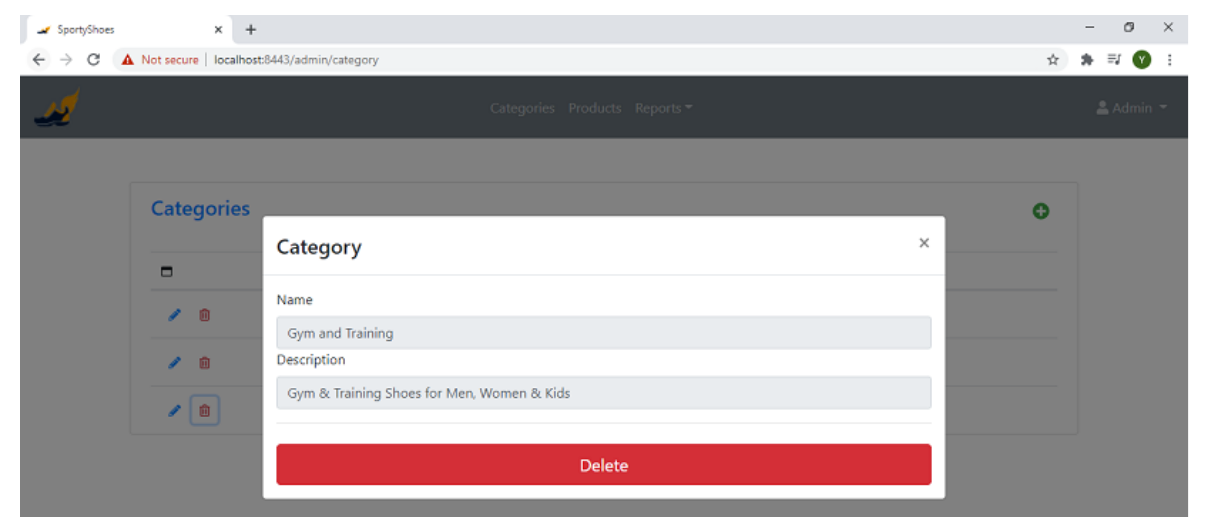 SportyShoes
Not secure | localhost:8443/admin/category
Y
Categories Products Reports Admin
Categories
Category
Name
Gym and Training
Description
Gym & Training Shoes for Men, Women & Kids
Delete